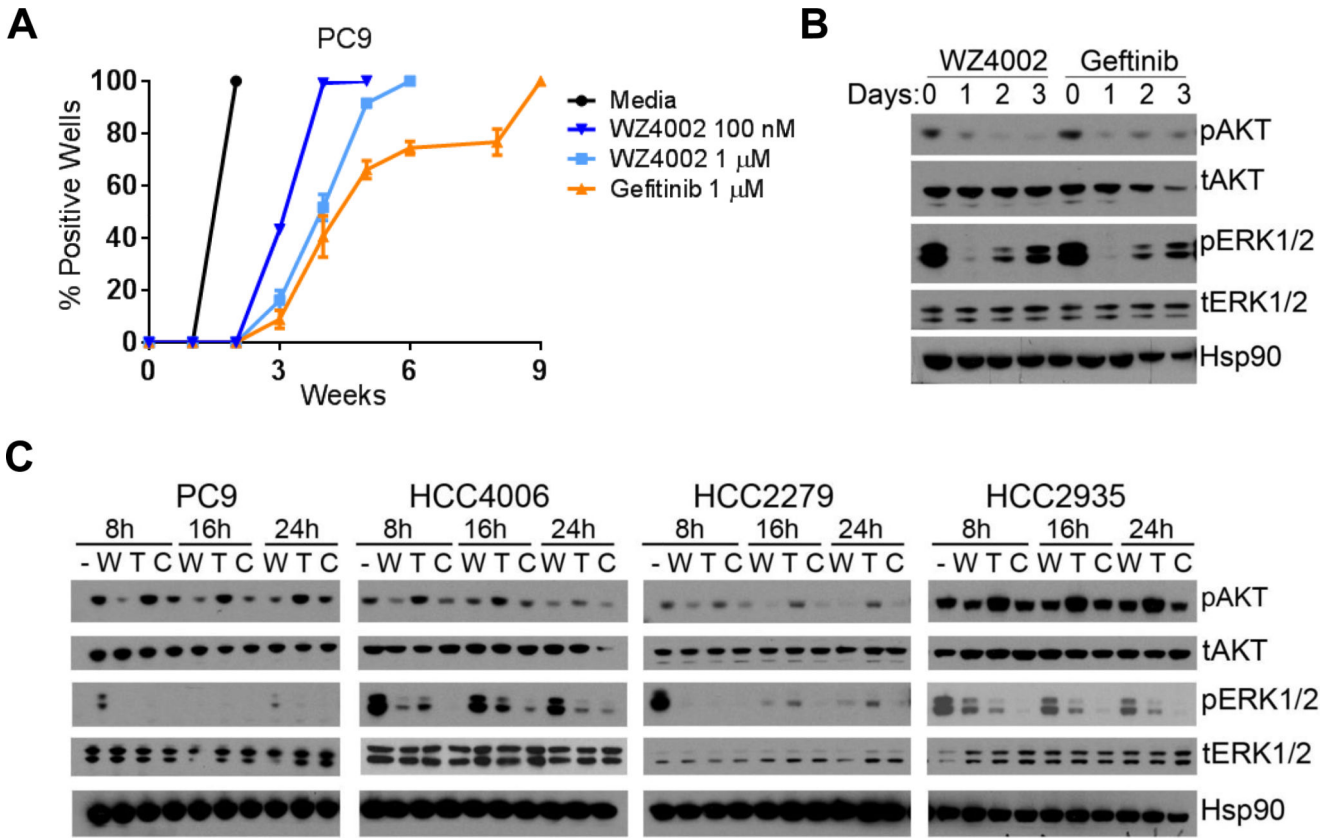 A
PC9
% Positive Wells
100
80
60
40
20
0
0 3 6 9
Weeks
Media
WZ4002 100 nM
WZ4002 1 µM
Gefitinib 1 µM
B
WZ4002 Geftinib
Days: 0 1 2 3 0 1 2 3
pAKT
tAKT
pERK1/2
tERK1/2
Hsp90
C
PC9 HCC4006 HCC2279 HCC2935
8h 16h 24h 8h 16h 24h 8h 16h 24h 8h 16h 24h
- W T C W T C W T C - W T C W T C W T C - W T C W T C W T C - W T C W T C W T C
pAKT
tAKT
pERK1/2
tERK1/2
Hsp90